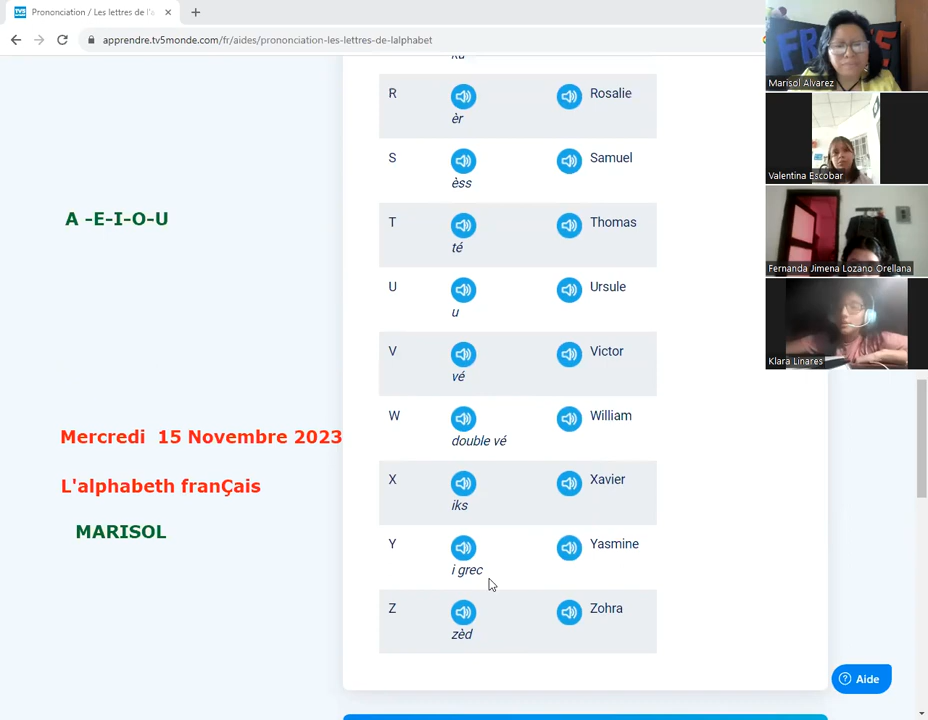 Prononciation / Les lettres de l'a
apprendre.tv5monde.com/fr/aides/prononciation-les-lettres-de-lalphabet
ka
R
èr
Rosalie
S
èss
Samuel
T
té
Thomas
U
u
Ursule
V
vé
Victor
W
double vé
William
X
iks
Xavier
Y
i grec
Yasmine
Z
zèd
Zohra
A -E-I-O-U
Mercredi 15 Novembre 2023
L'alphabeth franÇais
MARISOL
Marisol Alvarez
Valentina Escobar
Fernanda Jimena Lozano Orellana
Klara Linares
Aide